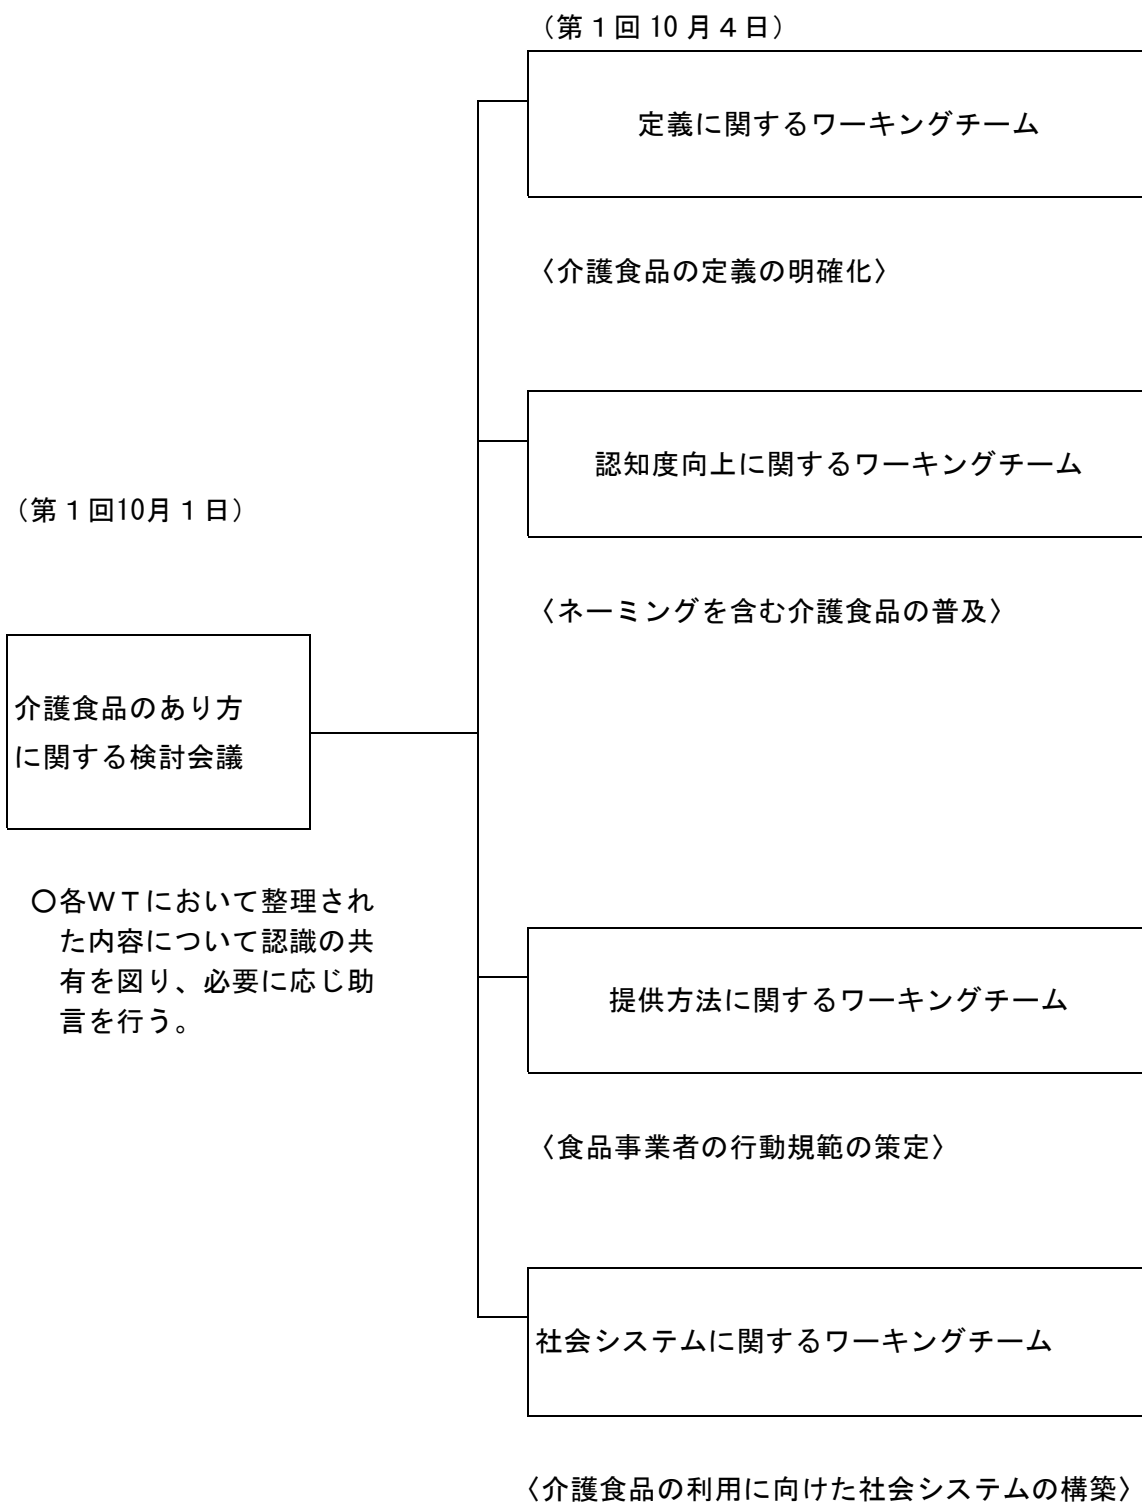 （第１回10月４日）
定義に関するワーキングチーム
〈介護食品の定義の明確化〉
認知度向上に関するワーキングチーム
（第１回10月１日）
〈ネーミングを含む介護食品の普及〉
介護食品のあり方
に関する検討会議
〇各ＷＴにおいて整理され
た内容について認識の共
有を図り、必要に応じ助
言を行う。
提供方法に関するワーキングチーム
〈食品事業者の行動規範の策定〉
社会システムに関するワーキングチーム
〈介護食品の利用に向けた社会システムの構築〉